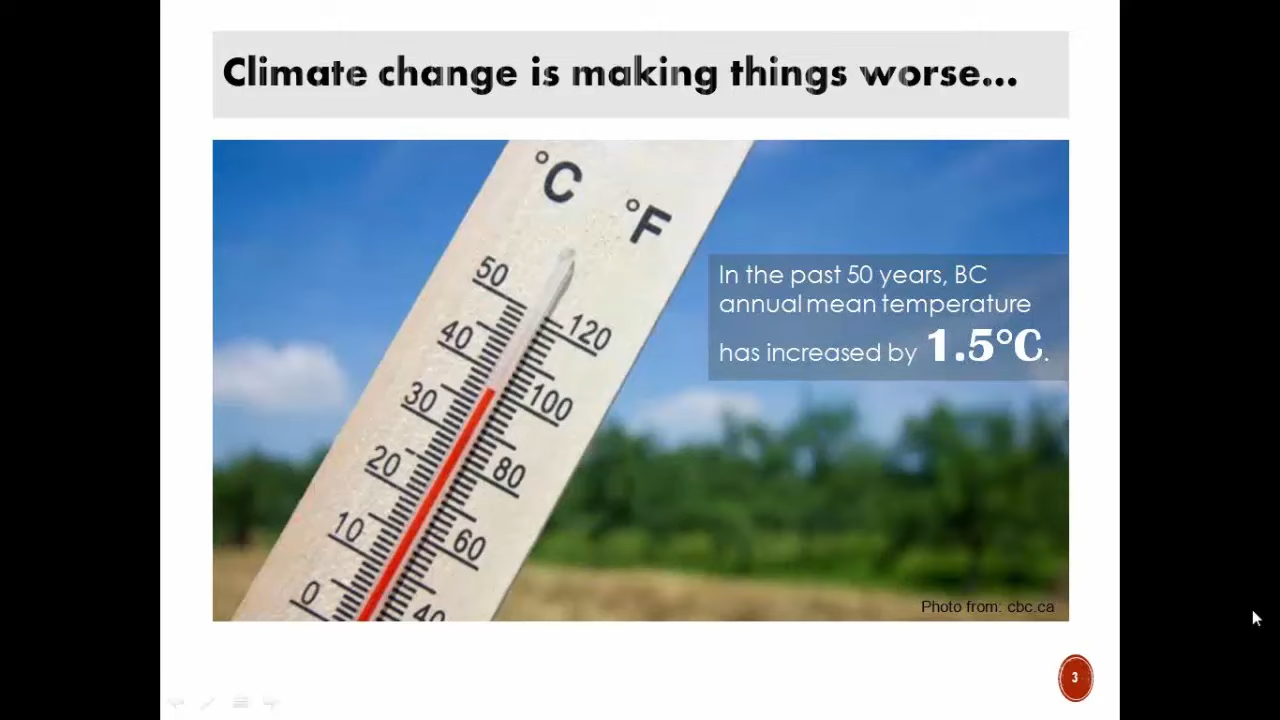 Climate change is making things worse...
°C
°F
50
40
30
20
10
0
120
100
80
60
40
In the past 50 years, BC
annual mean temperature
has increased by 1.5°C.
Photo from: cbc.ca
3